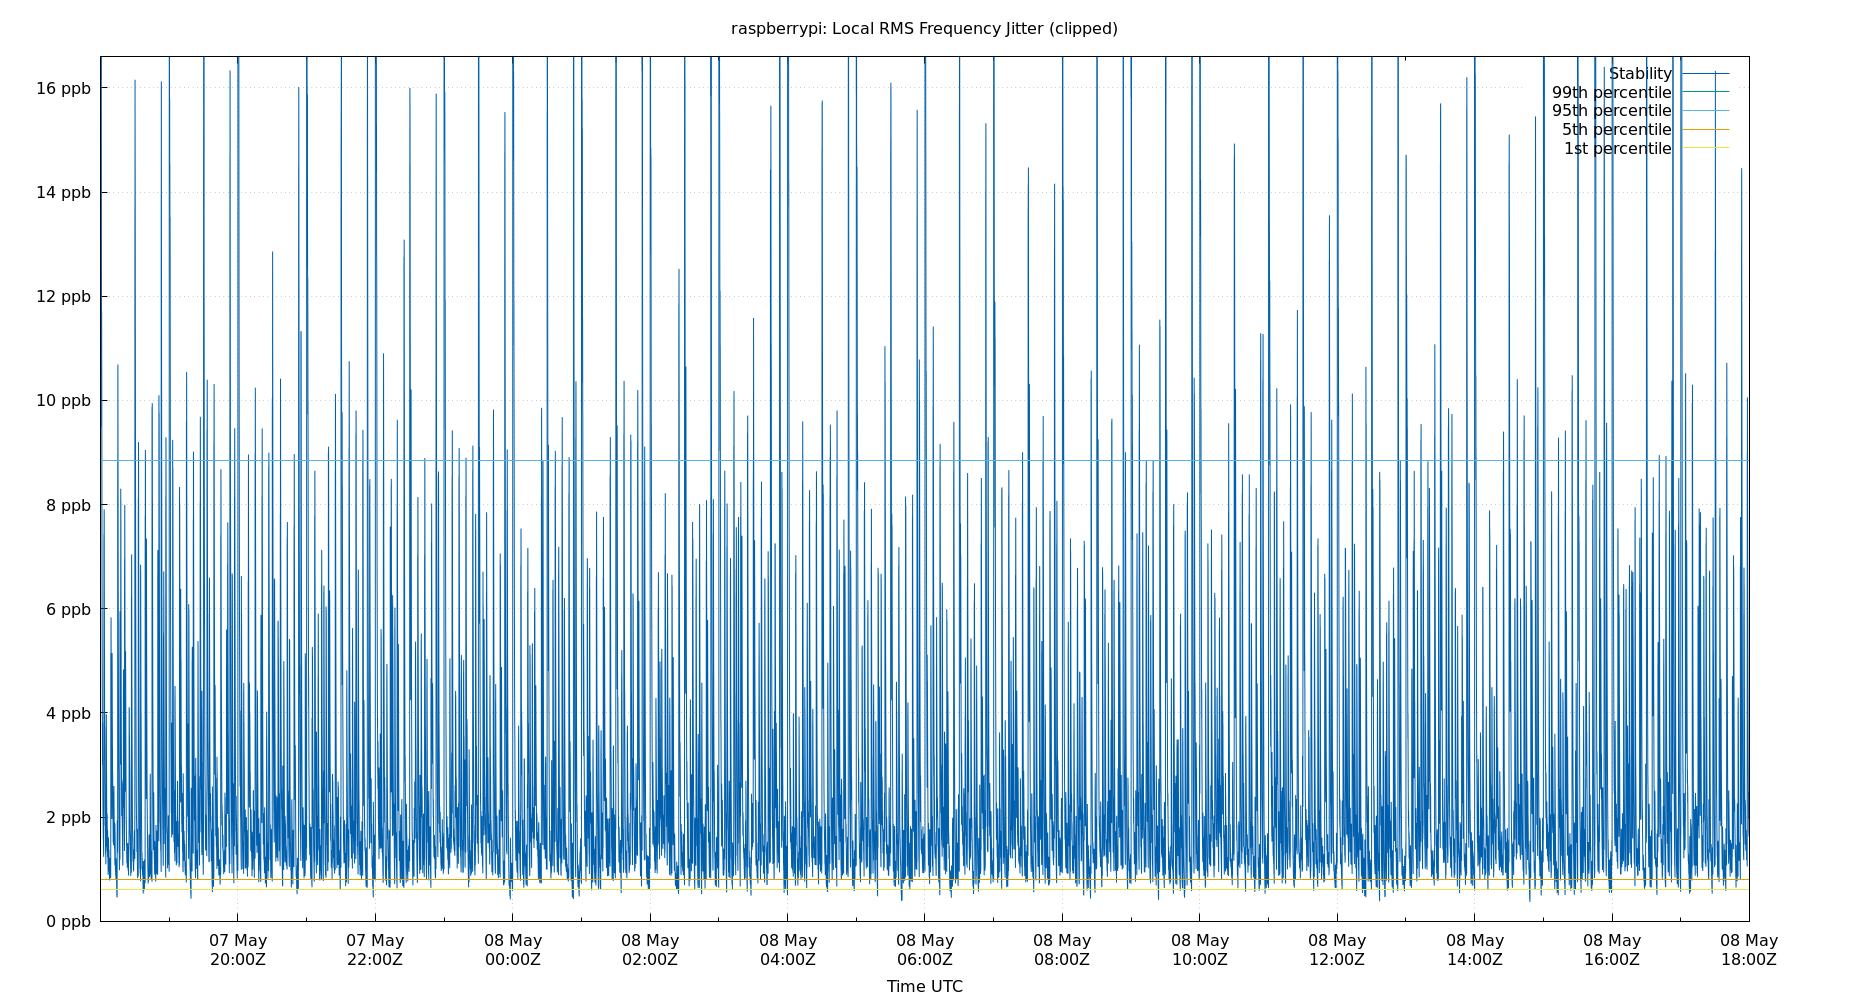 raspberrypi: Local RMS Frequency Jitter (clipped)
16 ppb
14 ppb
12 ppb
10 ppb
8 ppb
6 ppb
4 ppb
2 ppb
0 ppb
Stability
99th percentile
95th percentile
5th percentile
1st percentile
07 May 07 May 08 May 08 May 08 May 08 May 08 May 08 May 08 May 08 May 08 May 08 May
20:00Z 22:00Z 00:00Z 02:00Z 04:00Z 06:00Z 08:00Z 10:00Z 12:00Z 14:00Z 16:00Z 18:00Z
Time UTC